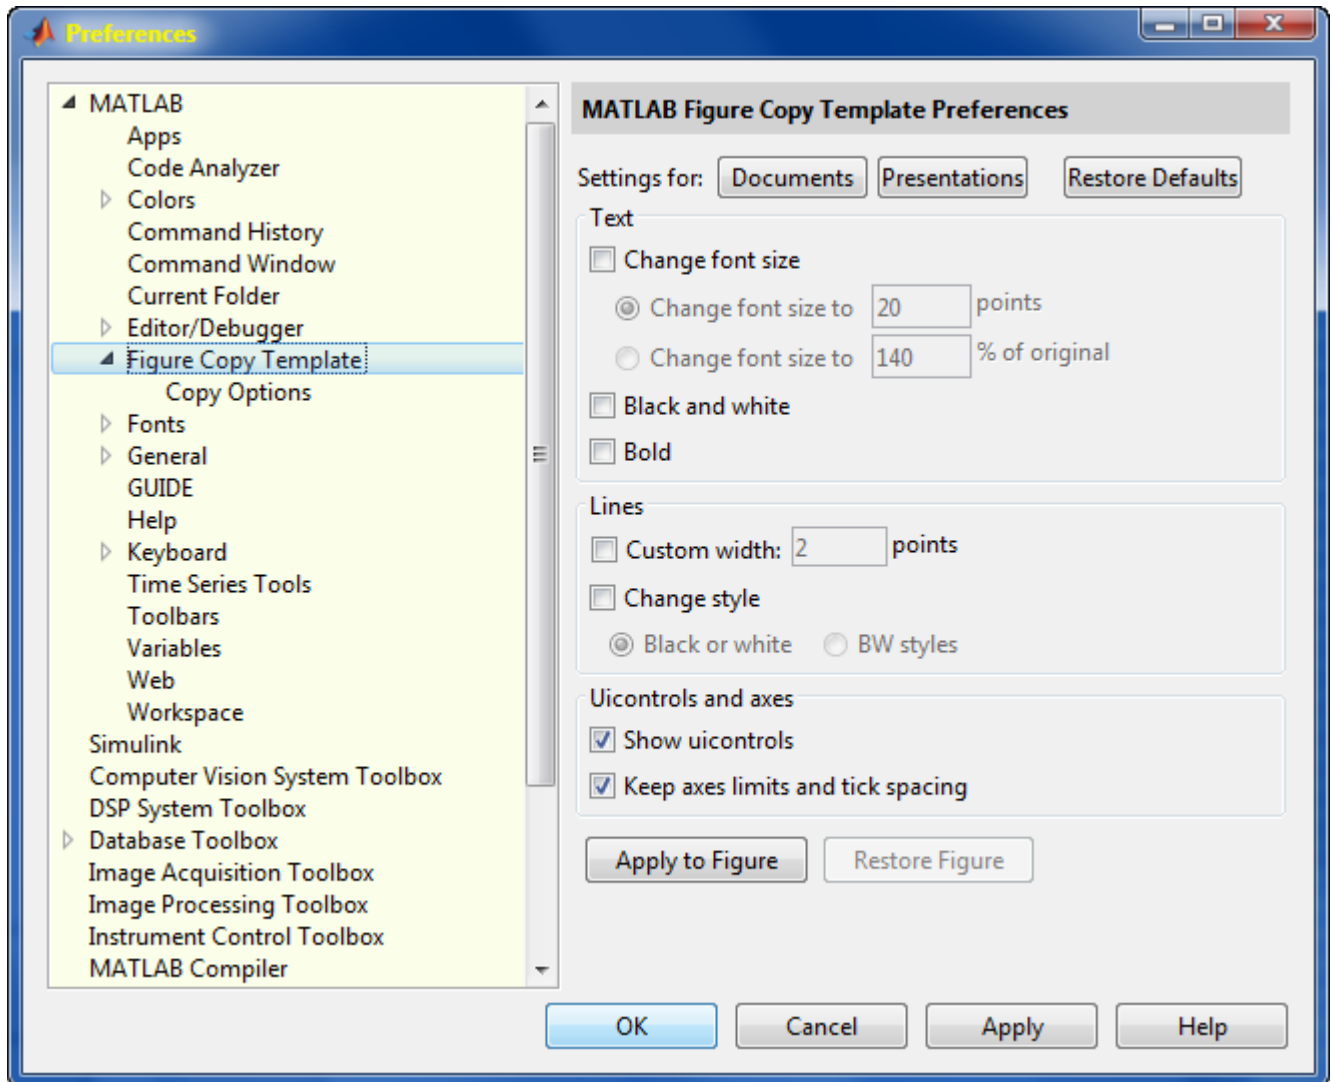 Preferences
MATLAB
Apps
Code Analyzer
Colors
Command History
Command Window
Current Folder
Editor/Debugger
Figure Copy Template
Copy Options
Fonts
General
GUIDE
Help
Keyboard
Time Series Tools
Toolbars
Variables
Web
Workspace
Simulink
Computer Vision System Toolbox
DSP System Toolbox
Database Toolbox
Image Acquisition Toolbox
Image Processing Toolbox
Instrument Control Toolbox
MATLAB Compiler
MATLAB Figure Copy Template Preferences
Settings for: Documents Presentations Restore Defaults
Text
Change font size
Change font size to 20 points
Change font size to 140 % of original
Black and white
Bold
Lines
Custom width: 2 points
Change style
Black or white BW styles
Uicontrols and axes
Show uicontrols
Keep axes limits and tick spacing
Apply to Figure Restore Figure
OK Cancel Apply Help